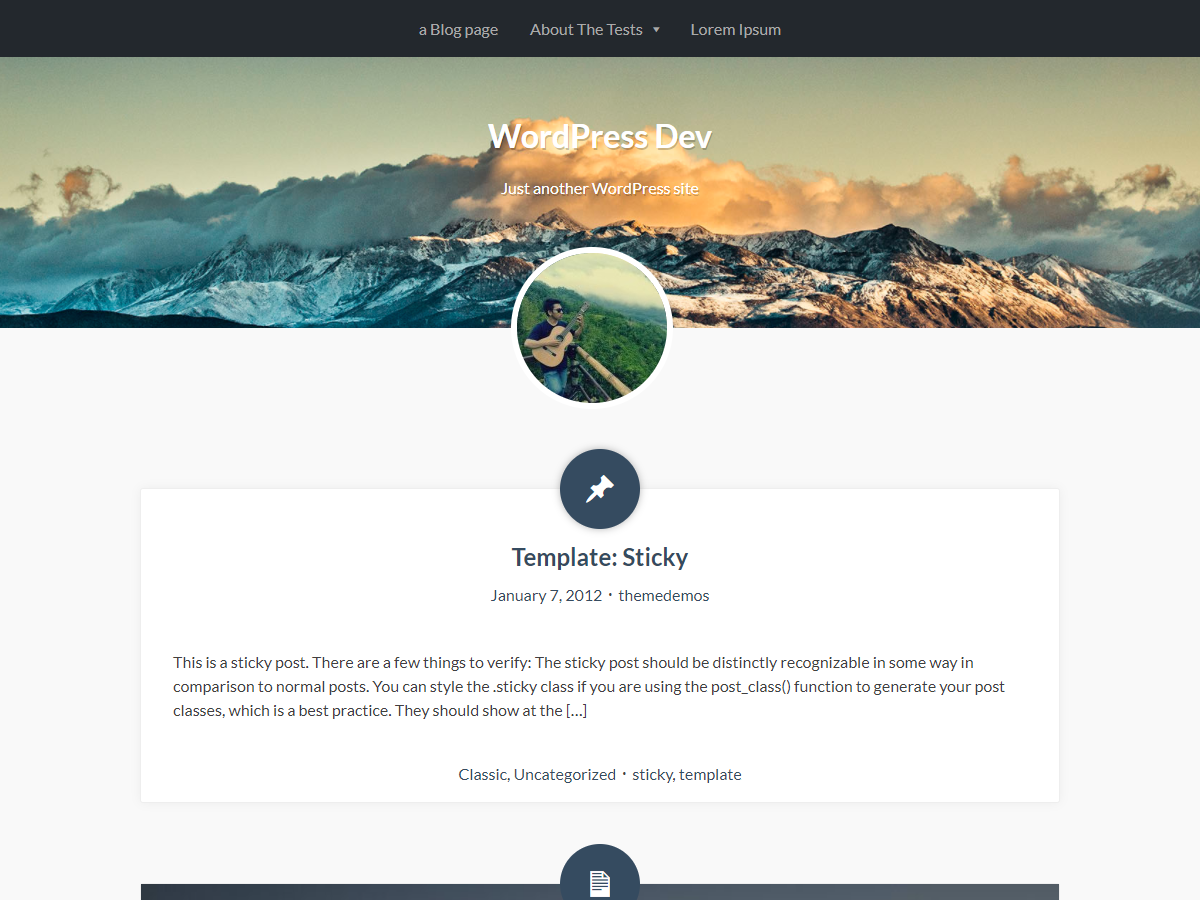 a Blog page About The Tests Lorem Ipsum
WordPress Dev
Just another WordPress site
Template: Sticky
January 7, 2012 · themedemos
This is a sticky post. There are a few things to verify: The sticky post should be distinctly recognizable in some way in
comparison to normal posts. You can style the .sticky class if you are using the post_class() function to generate your post
classes, which is a best practice. They should show at the […]
Classic, Uncategorized · sticky, template